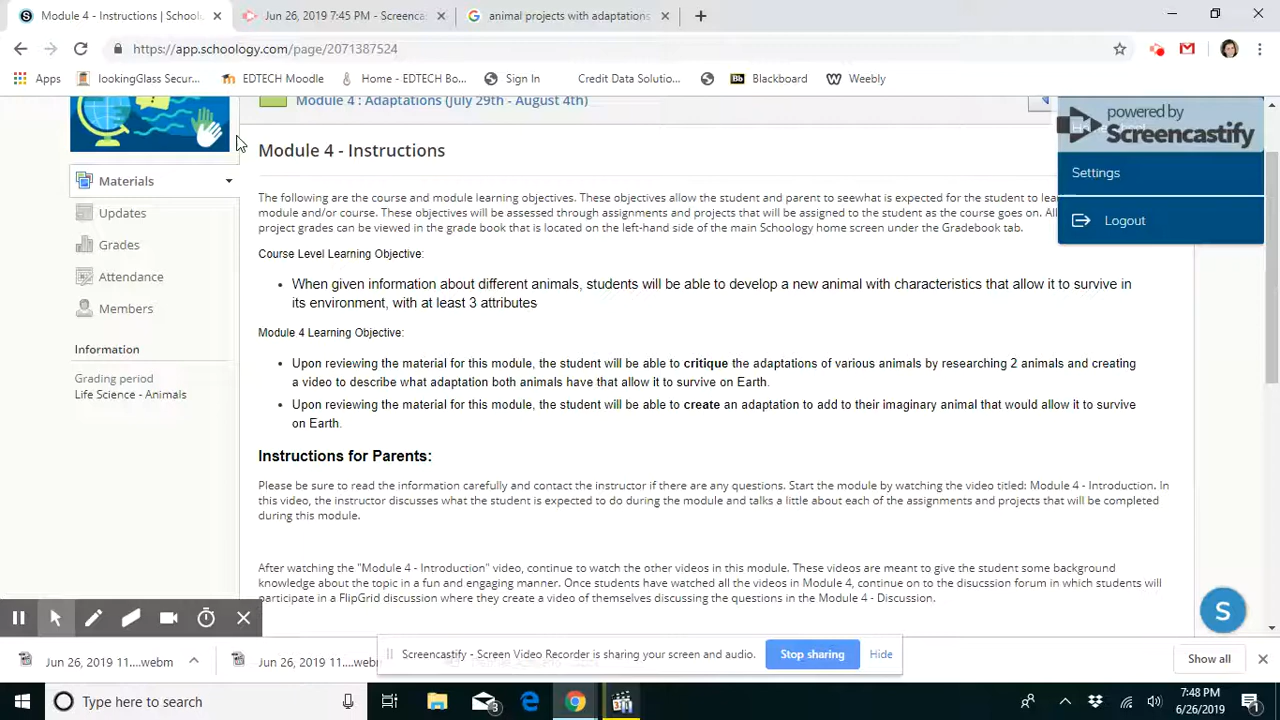 Module 4 - Instructions | Schoolo
Jun 26, 2019 7:45 PM - Screencas
animal projects with adaptations
https://app.schoology.com/page/2071387524
Apps
lookingGlass Secur...
EDTECH Moodle
Home - EDTECH Bo...
Sign In
Credit Data Solutio...
Bb
Blackboard
Weebly
Module 4 : Adaptations (July 29th - August 4th)
powered by
Screencastify
Settings
Logout
Materials
Updates
Grades
Attendance
Members
Information
Grading period
Life Science - Animals
Module 4 - Instructions
The following are the course and module learning objectives. These objectives allow the student and parent to seewhat is expected for the student to lea
module and/or course. These objectives will be assessed through assignments and projects that will be assigned to the student as the course goes on. All
project grades can be viewed in the grade book that is located on the left-hand side of the main Schoology home screen under the Gradebook tab.
Course Level Learning Objective:
• When given information about different animals, students will be able to develop a new animal with characteristics that allow it to survive in
its environment, with at least 3 attributes
Module 4 Learning Objective:
• Upon reviewing the material for this module, the student will be able to critique the adaptations of various animals by researching 2 animals and creating
a video to describe what adaptation both animals have that allow it to survive on Earth.
• Upon reviewing the material for this module, the student will be able to create an adaptation to add to their imaginary animal that would allow it to survive
on Earth.
Instructions for Parents:
Please be sure to read the information carefully and contact the instructor if there are any questions. Start the module by watching the video titled: Module 4 - Introduction. In
this video, the instructor discusses what the student is expected to do during the module and talks a little about each of the assignments and projects that will be completed
during this module.
After watching the "Module 4 - Introduction" video, continue to watch the other videos in this module. These videos are meant to give the student some background
knowledge about the topic in a fun and engaging manner. Once students have watched all the videos in Module 4, continue on to the disucssion forum in which students will
participate in a FlipGrid discussion where they create a video of themselves discussing the questions in the Module 4 - Discussion.
S
Screencastify - Screen Video Recorder is sharing your screen and audio.
Stop sharing
Hide
Jun 26, 2019 11....webm
Jun 26, 2019 11....webm
Show all
Type here to search
3
7:48 PM
6/26/2019
1